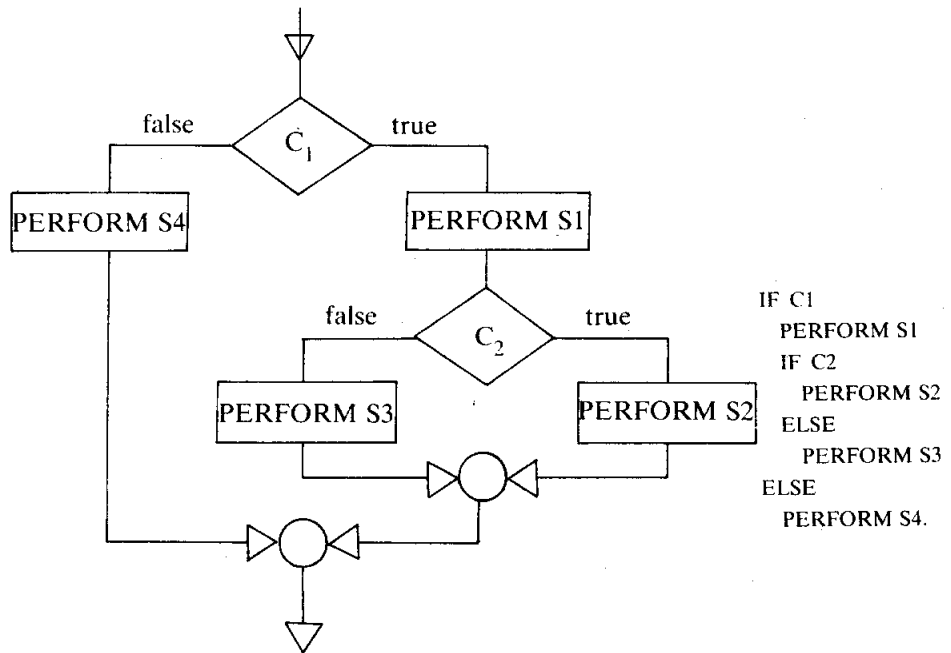 false
true
C1
PERFORM S4
PERFORM S1
false
true
C2
PERFORM S3
PERFORM S2
IF C1
PERFORM S1
IF C2
PERFORM S2
ELSE
PERFORM S3
ELSE
PERFORM S4.